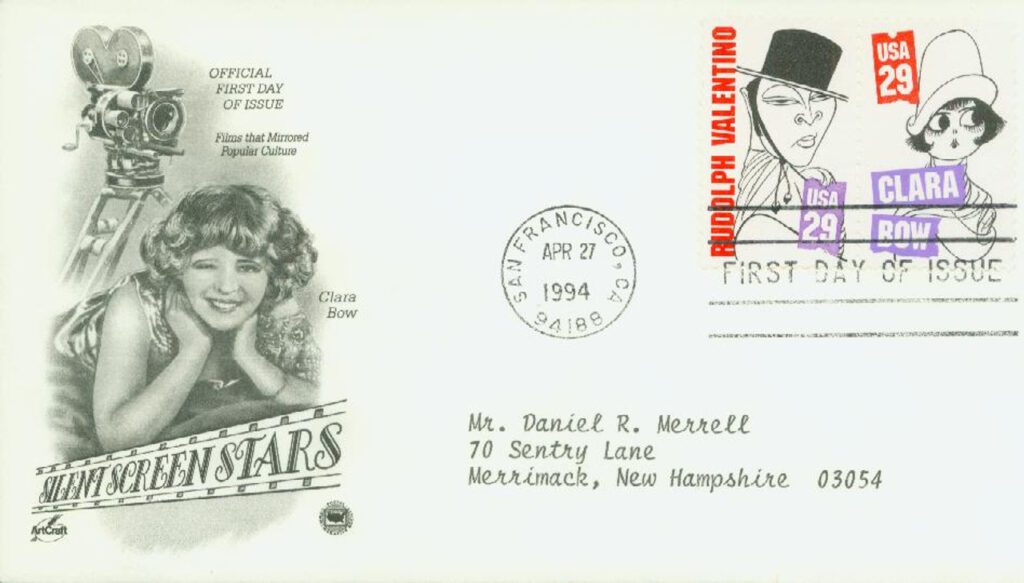 OFFICIAL
FIRST DAY
OF ISSUE
Films that Mirrored
Popular Culture
Clara
Bow
SILENT SCREEN STARS
ArtCraft
SAN FRANCISCO, CA
APR 27
1994
94188
RUDOLPH VALENTINO
USA
29
USA
29
CLARA
BOW
FIRST DAY OF ISSUE
Mr. Daniel R. Merrell
70 Sentry Lane
Merrimack, New Hampshire 03054